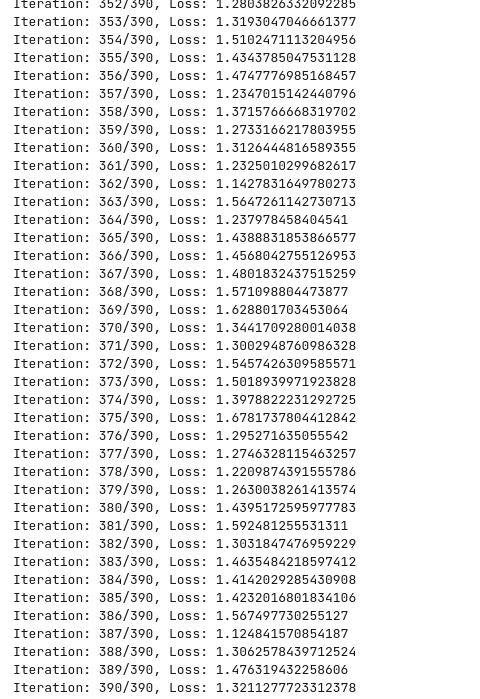 Iteration: 352/390, Loss: 1.2803826332092285
Iteration: 353/390, Loss: 1.3193047046661377
Iteration: 354/390, Loss: 1.5102471113204956
Iteration: 355/390, Loss: 1.4343785047531128
Iteration: 356/390, Loss: 1.4747776985168457
Iteration: 357/390, Loss: 1.2347015142440796
Iteration: 358/390, Loss: 1.3715766668319702
Iteration: 359/390, Loss: 1.2733166217803955
Iteration: 360/390, Loss: 1.3126444816589355
Iteration: 361/390, Loss: 1.2325010299682617
Iteration: 362/390, Loss: 1.1427831649780273
Iteration: 363/390, Loss: 1.5647261142730713
Iteration: 364/390, Loss: 1.237978458404541
Iteration: 365/390, Loss: 1.4388831853866577
Iteration: 366/390, Loss: 1.4568042755126953
Iteration: 367/390, Loss: 1.4801832437515259
Iteration: 368/390, Loss: 1.571098804473877
Iteration: 369/390, Loss: 1.628801703453064
Iteration: 370/390, Loss: 1.3441709280014038
Iteration: 371/390, Loss: 1.3002948760986328
Iteration: 372/390, Loss: 1.5457426309585571
Iteration: 373/390, Loss: 1.5018939971923828
Iteration: 374/390, Loss: 1.3978822231292725
Iteration: 375/390, Loss: 1.6781737804412842
Iteration: 376/390, Loss: 1.295271635055542
Iteration: 377/390, Loss: 1.2746328115463257
Iteration: 378/390, Loss: 1.2209874391555786
Iteration: 379/390, Loss: 1.2630038261413574
Iteration: 380/390, Loss: 1.4395172595977783
Iteration: 381/390, Loss: 1.592481255531311
Iteration: 382/390, Loss: 1.3031847476959229
Iteration: 383/390, Loss: 1.4635484218597412
Iteration: 384/390, Loss: 1.4142029285430908
Iteration: 385/390, Loss: 1.4232016801834106
Iteration: 386/390, Loss: 1.567497730255127
Iteration: 387/390, Loss: 1.124841570854187
Iteration: 388/390, Loss: 1.3062578439712524
Iteration: 389/390, Loss: 1.476319432258606
Iteration: 390/390, Loss: 1.3211277723312378